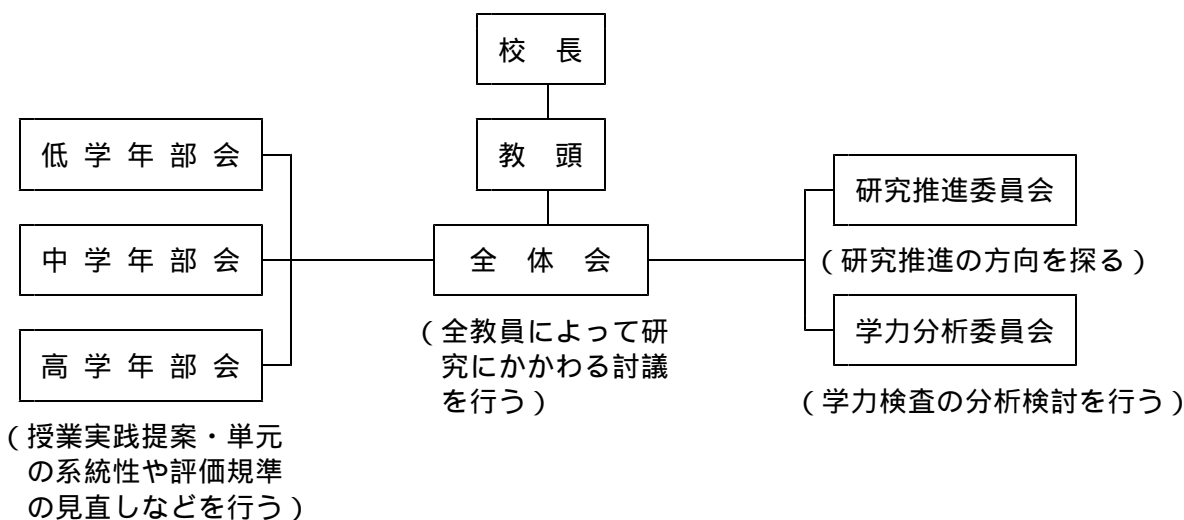 校 長
教 頭
全 体 会
(全教員によって研
究にかかわる討議
を行う)
低 学 年 部 会
中 学 年 部 会
高 学 年 部 会
(授業実践提案・単元
の系統性や評価規準
の見直しなどを行う)
研究推進委員会
(研究推進の方向を探る)
学力分析委員会
(学力検査の分析検討を行う)